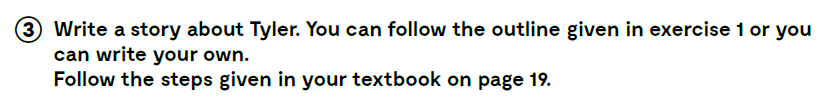 ③ Write a story about Tyler. You can follow the outline given in exercise 1 or you
can write your own.
Follow the steps given in your textbook on page 19.